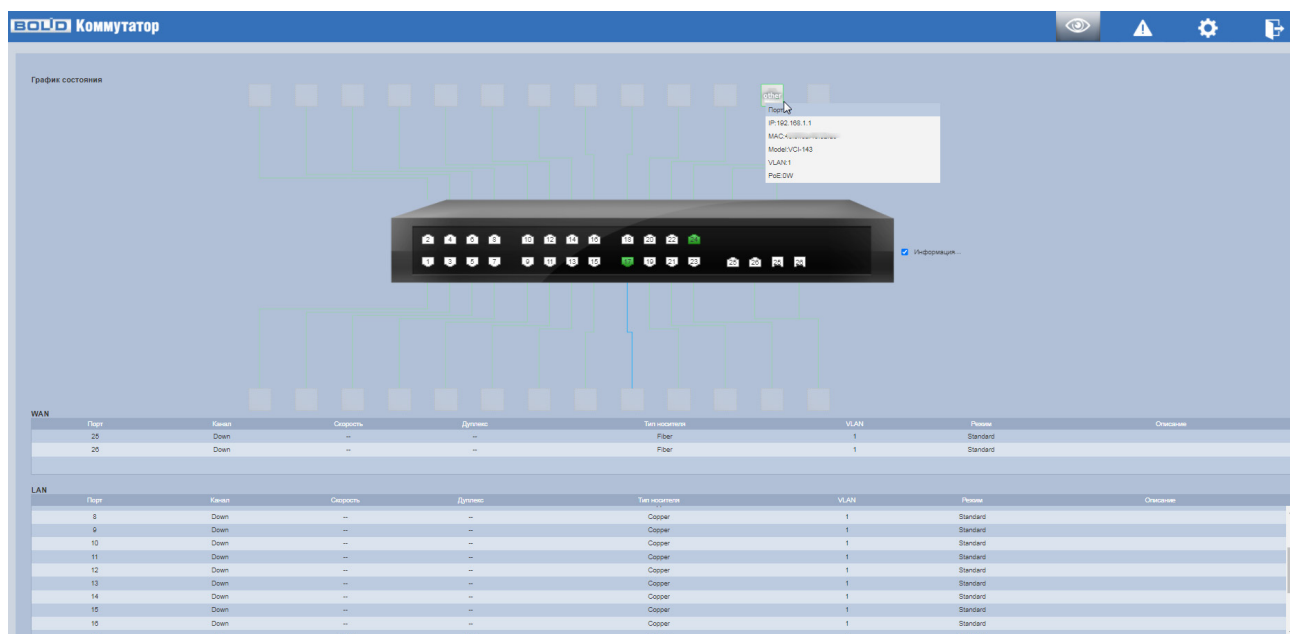 BOLID Коммутатор
График состояния
other
IP:192.168.1.1
MAC:
Model:VCI-143
VLAN:1
PoE:0W
2 4 6 8 10 12 14 16 18 20 22 24
1 3 5 7 9 11 13 15 17 19 21 23 25 26 25 26
Информация...
WAN
Порт Канал Скорость Дуплекс Тип носителя VLAN Режим Описание
25 Down -- -- Fiber 1 Standard
26 Down -- -- Fiber 1 Standard
LAN
Порт Канал Скорость Дуплекс Тип носителя VLAN Режим Описание
8 Down -- -- Copper 1 Standard
9 Down -- -- Copper 1 Standard
10 Down -- -- Copper 1 Standard
11 Down -- -- Copper 1 Standard
12 Down -- -- Copper 1 Standard
13 Down -- -- Copper 1 Standard
14 Down -- -- Copper 1 Standard
15 Down -- -- Copper 1 Standard
16 Down -- -- Copper 1 Standard